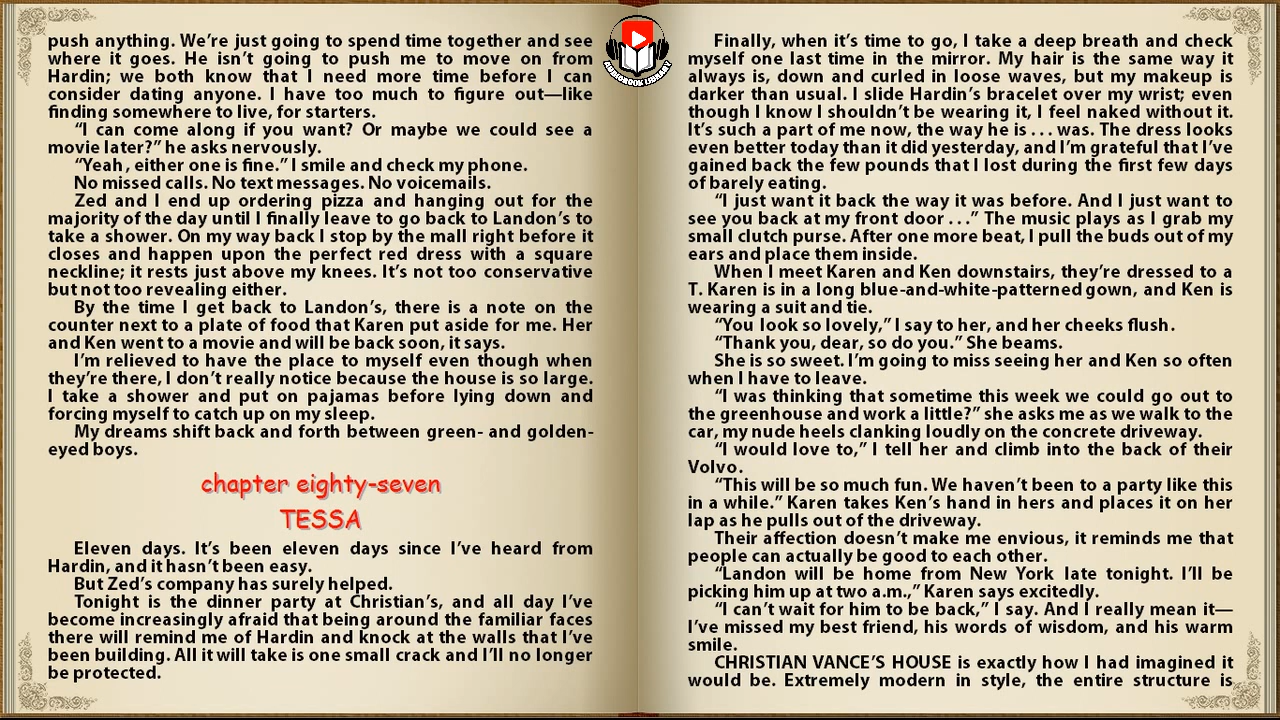 push anything. We’re just going to spend time together and see
where it goes. He isn’t going to push me to move on from
Hardin; we both know that I need more time before I can
consider dating anyone. I have too much to figure out—like
finding somewhere to live, for starters.
“I can come along if you want? Or maybe we could see a
movie later?” he asks nervously.
“Yeah, either one is fine.” I smile and check my phone.
No missed calls. No text messages. No voicemails.
Zed and I end up ordering pizza and hanging out for the
majority of the day until I finally leave to go back to Landon’s to
take a shower. On my way back I stop by the mall right before it
closes and happen upon the perfect red dress with a square
neckline; it rests just above my knees. It’s not too conservative
but not too revealing either.
By the time I get back to Landon’s, there is a note on the
counter next to a plate of food that Karen put aside for me. Her
and Ken went to a movie and will be back soon, it says.
I’m relieved to have the place to myself even though when
they’re there, I don’t really notice because the house is so large.
I take a shower and put on pajamas before lying down and
forcing myself to catch up on my sleep.
My dreams shift back and forth between green- and golden-
eyed boys.
chapter eighty-seven
TESSA
Eleven days. It’s been eleven days since I’ve heard from
Hardin, and it hasn’t been easy.
But Zed’s company has surely helped.
Tonight is the dinner party at Christian’s, and all day I’ve
become increasingly afraid that being around the familiar faces
there will remind me of Hardin and knock at the walls that I’ve
been building. All it will take is one small crack and I’ll no longer
be protected.
AUDIOBOOK LIBRARY
Finally, when it’s time to go, I take a deep breath and check
myself one last time in the mirror. My hair is the same way it
always is, down and curled in loose waves, but my makeup is
darker than usual. I slide Hardin’s bracelet over my wrist; even
though I know I shouldn’t be wearing it, I feel naked without it.
It’s such a part of me now, the way he is . . . was. The dress looks
even better today than it did yesterday, and I’m grateful that I’ve
gained back the few pounds that I lost during the first few days
of barely eating.
“I just want it back the way it was before. And I just want to
see you back at my front door . . .” The music plays as I grab my
small clutch purse. After one more beat, I pull the buds out of my
ears and place them inside.
When I meet Karen and Ken downstairs, they’re dressed to a
T. Karen is in a long blue-and-white-patterned gown, and Ken is
wearing a suit and tie.
“You look so lovely,” I say to her, and her cheeks flush.
“Thank you, dear, so do you.” She beams.
She is so sweet. I’m going to miss seeing her and Ken so often
when I have to leave.
“I was thinking that sometime this week we could go out to
the greenhouse and work a little?” she asks me as we walk to the
car, my nude heels clanking loudly on the concrete driveway.
“I would love to,” I tell her and climb into the back of their
Volvo.
“This will be so much fun. We haven’t been to a party like this
in a while.” Karen takes Ken’s hand in hers and places it on her
lap as he pulls out of the driveway.
Their affection doesn’t make me envious, it reminds me that
people can actually be good to each other.
“Landon will be home from New York late tonight. I’ll be
picking him up at two a.m.,” Karen says excitedly.
“I can’t wait for him to be back,” I say. And I really mean it—
I’ve missed my best friend, his words of wisdom, and his warm
smile.
CHRISTIAN VANCE’S HOUSE is exactly how I had imagined it
would be. Extremely modern in style, the entire structure is